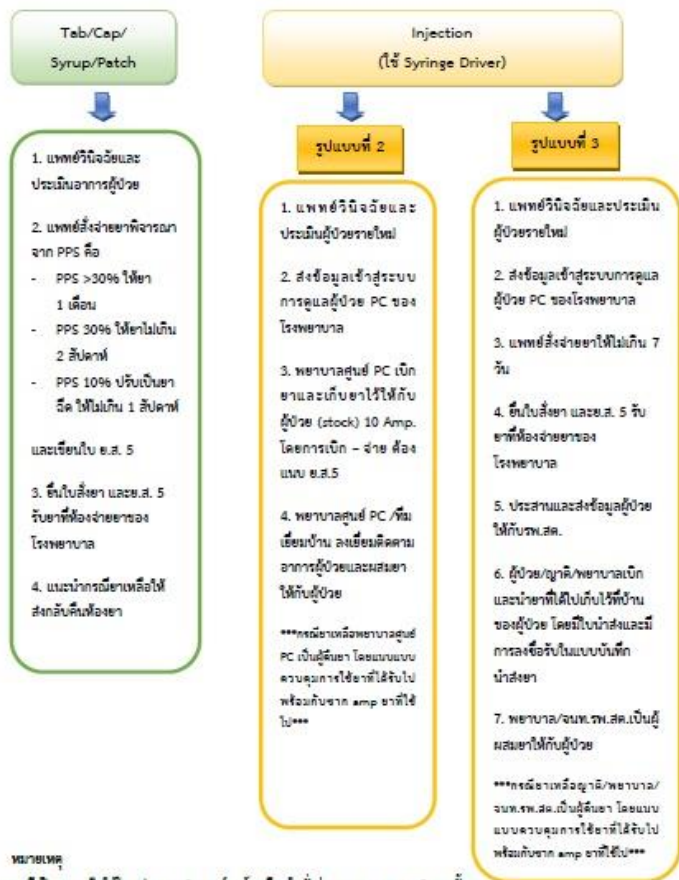 Tab/Cap/
Syrup/Patch
1. แพทย์วินิจฉัยและ
ประเมินอาการผู้ป่วย
2. แพทย์สั่งจ่ายยาพิจารณา
จาก PPS คือ
- PPS >30% ให้ยา
1 เดือน
- PPS 30% ให้ยาไม่เกิน
2 สัปดาห์
- PPS 10% ปรับเป็นยา
ฉีด ให้ไม่เกิน 1 สัปดาห์
และเขียนใบ ย.ส. 5
3. ยื่นใบสั่งยา และย.ส. 5
รับยาที่ห้องจ่ายยาของ
โรงพยาบาล
4. แนะนำกรณียาเหลือให้
ส่งกลับคืนห้องยา
Injection
(ใช้ Syringe Driver)
รูปแบบที่ 2
1. แพทย์วินิจฉัยและ
ประเมินผู้ป่วยรายใหม่
2. ส่งข้อมูลเข้าสู่ระบบ
การดูแลผู้ป่วย PC ของ
โรงพยาบาล
3. พยาบาลศูนย์ PC เบิก
ยาและเก็บยาไว้ให้กับ
ผู้ป่วย (stock) 10 Amp.
โดยการเบิก – จ่าย ต้อง
แนบ ย.ส.5
4. พยาบาลศูนย์ PC /ทีม
เยี่ยมบ้าน ลงเยี่ยมติดตาม
อาการผู้ป่วยและผสมยา
ให้กับผู้ป่วย
***กรณียาเหลือพยาบาลศูนย์
PC เป็นผู้คืนยา โดยแนบแบบ
ควบคุมการใช้ยาที่ได้รับไป
พร้อมกับซาก amp ยาที่ใช้
ไป***
รูปแบบที่ 3
1. แพทย์วินิจฉัยและประเมิน
ผู้ป่วยรายใหม่
2. ส่งข้อมูลเข้าสู่ระบบการดูแล
ผู้ป่วย PC ของโรงพยาบาล
3. แพทย์สั่งจ่ายยาให้ไม่เกิน 7
วัน
4. ยื่นใบสั่งยา และย.ส. 5 รับ
ยาที่ห้องจ่ายยาของ
โรงพยาบาล
5. ประสานและส่งข้อมูลผู้ป่วย
ให้กับรพ.สต.
6. ผู้ป่วย/ญาติ/พยาบาลเบิก
และนำยาที่ได้ไปเก็บไว้ที่บ้าน
ของผู้ป่วย โดยมีใบนำส่งและมี
การลงชื่อรับในแบบบันทึก
นำส่งยา
7. พยาบาล/จนท.รพ.สต.เป็นผู้
ผสมยาให้กับผู้ป่วย
***กรณียาเหลือญาติ/พยาบาล/
จนท.รพ.สต.เป็นผู้คืนยา โดยแนบ
แบบควบคุมการใช้ยาที่ได้รับไป
พร้อมกับซาก amp ยาที่ใช้ไป***
หมายเหตุ